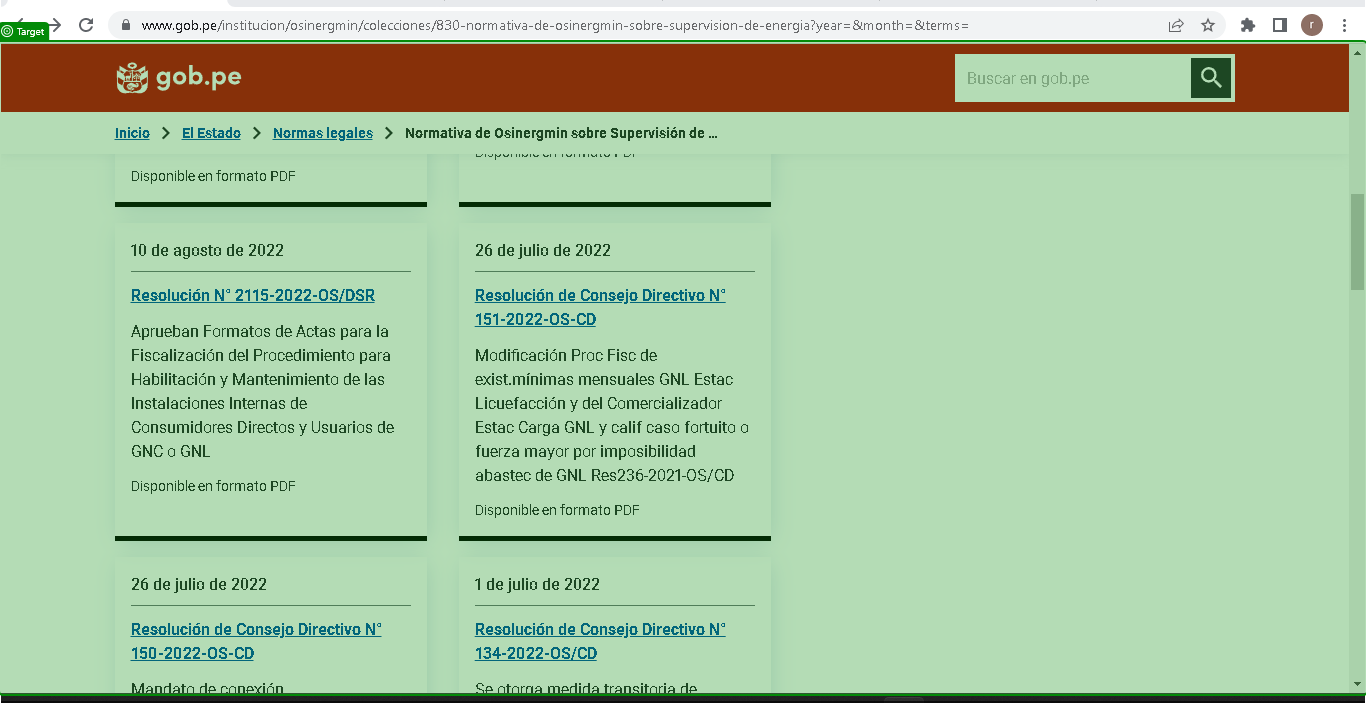 www.gob.pe/institucion/osinergmin/colecciones/830-normativa-de-osinergmin-sobre-supervision-de-energia?year=&month=&terms=
r
Target
gob.pe
Buscar en gob.pe
Inicio > El Estado > Normas legales > Normativa de Osinergmin sobre Supervisión de ...
Disponible en formato PDF
Disponible en formato PDF
10 de agosto de 2022
Resolución N° 2115-2022-OS/DSR
Aprueban Formatos de Actas para la
Fiscalización del Procedimiento para
Habilitación y Mantenimiento de las
Instalaciones Internas de
Consumidores Directos y Usuarios de
GNC o GNL
Disponible en formato PDF
26 de julio de 2022
Resolución de Consejo Directivo N°
151-2022-OS-CD
Modificación Proc Fisc de
exist.mínimas mensuales GNL Estac
Licuefacción y del Comercializador
Estac Carga GNL y calif caso fortuito o
fuerza mayor por imposibilidad
abastec de GNL Res236-2021-OS/CD
Disponible en formato PDF
26 de julio de 2022
Resolución de Consejo Directivo N°
150-2022-OS-CD
Mandato de conexión
1 de julio de 2022
Resolución de Consejo Directivo N°
134-2022-OS/CD
Se otorga medida transitoria de